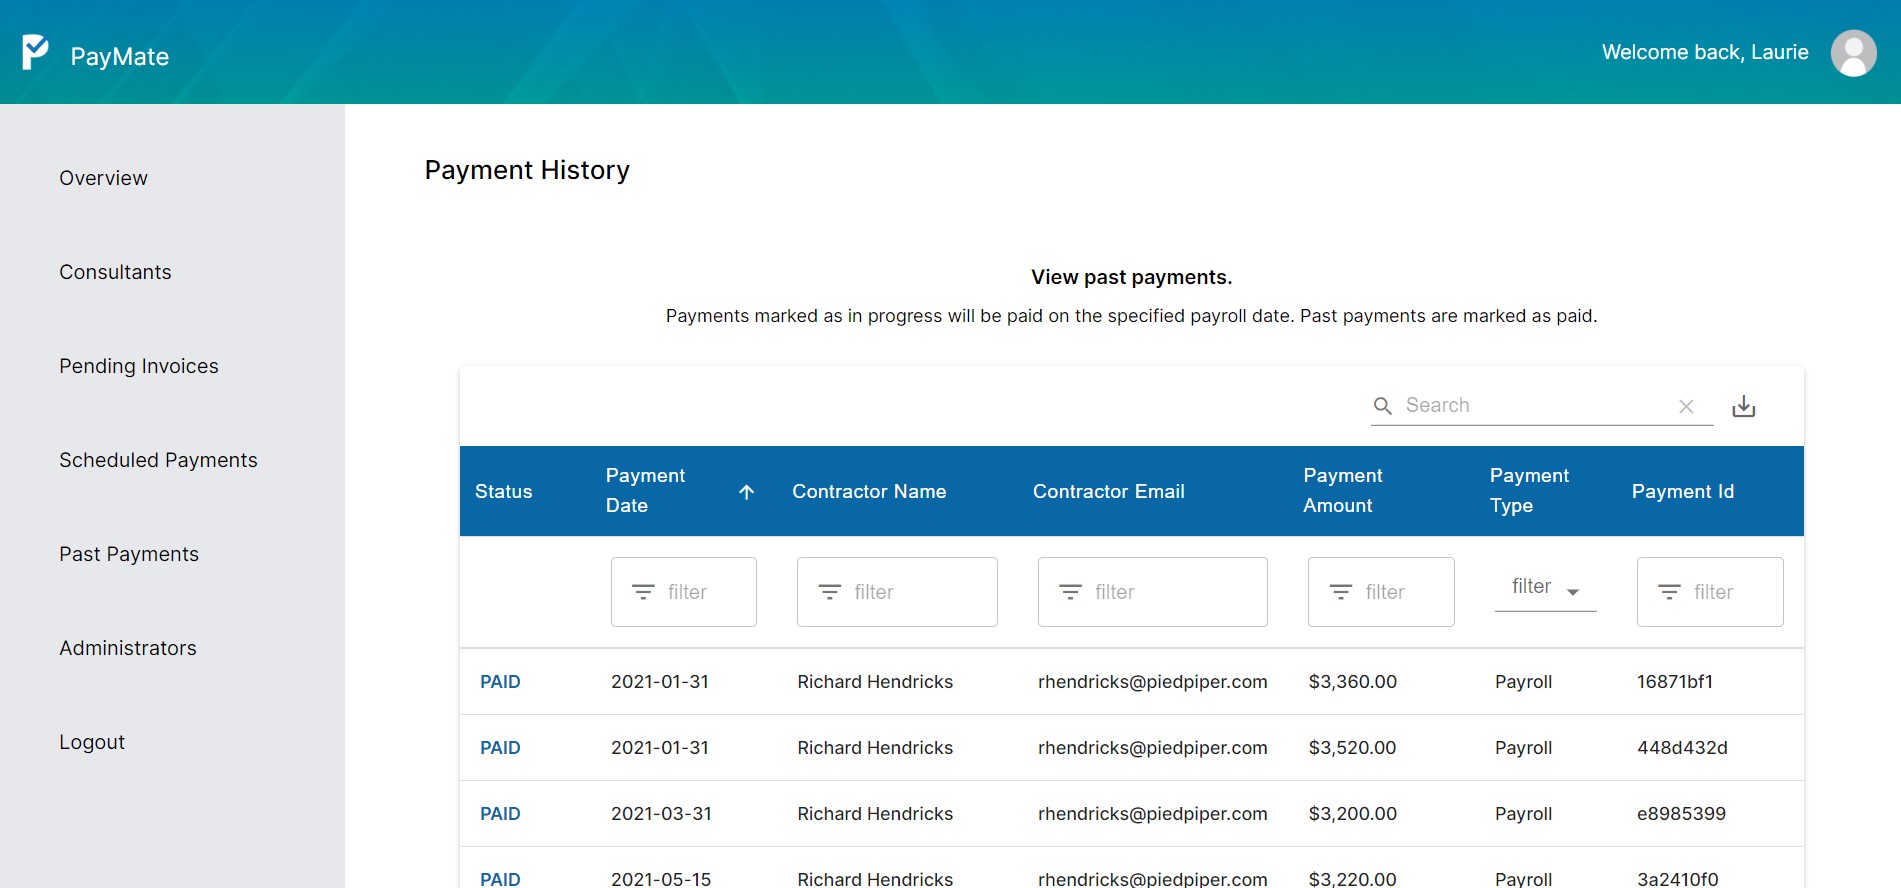 PayMate
Welcome back, Laurie
Overview
Consultants
Pending Invoices
Scheduled Payments
Past Payments
Administrators
Logout
Payment History
View past payments.
Payments marked as in progress will be paid on the specified payroll date. Past payments are marked as paid.
Search
Status Payment Date Contractor Name Contractor Email Payment Amount Payment Type Payment Id
filter filter filter filter filter filter
PAID 2021-01-31 Richard Hendricks rhendricks@piedpiper.com $3,360.00 Payroll 16871bf1
PAID 2021-01-31 Richard Hendricks rhendricks@piedpiper.com $3,520.00 Payroll 448d432d
PAID 2021-03-31 Richard Hendricks rhendricks@piedpiper.com $3,200.00 Payroll e8985399
PAID 2021-05-15 Richard Hendricks rhendricks@piedpiper.com $3,220.00 Payroll 3a2410f0